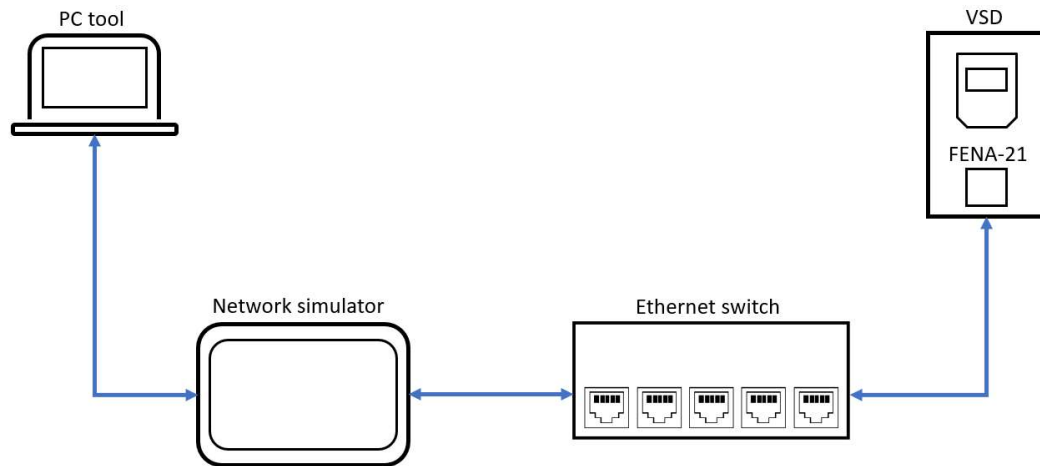 PC tool
VSD
FENA-21
Network simulator
Ethernet switch